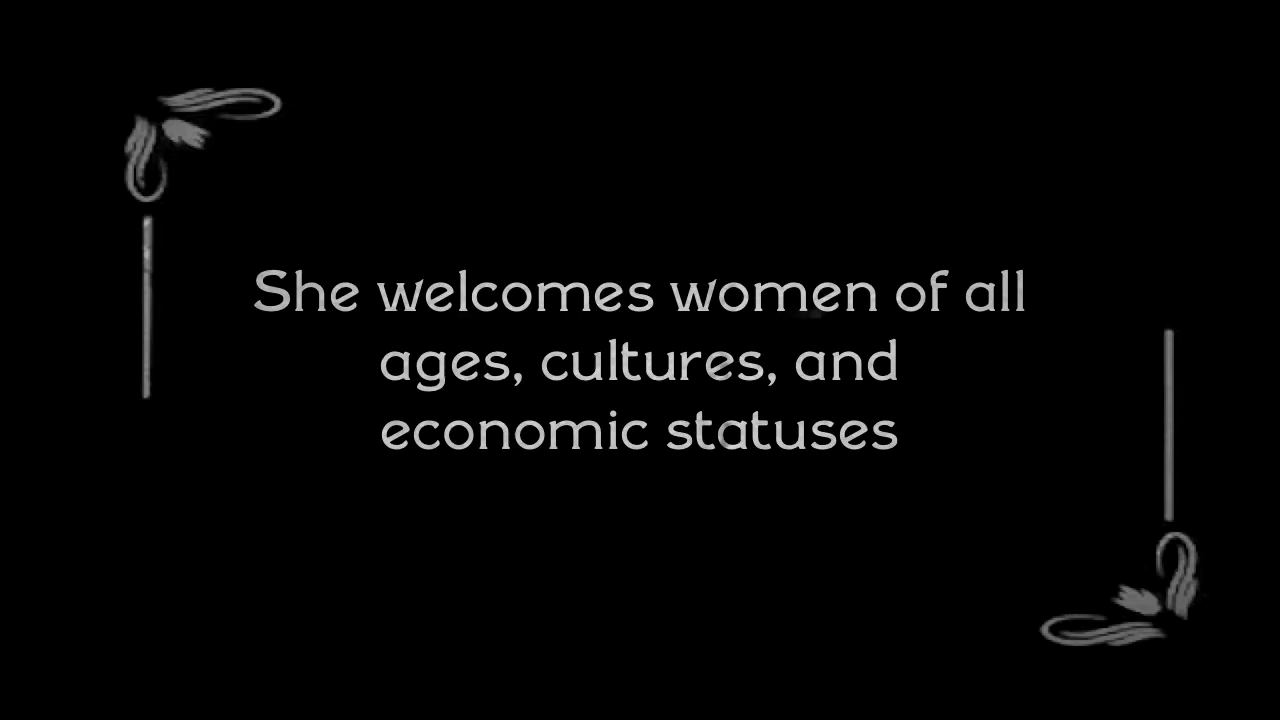 She welcomes women of all
ages, cultures, and
economic statuses